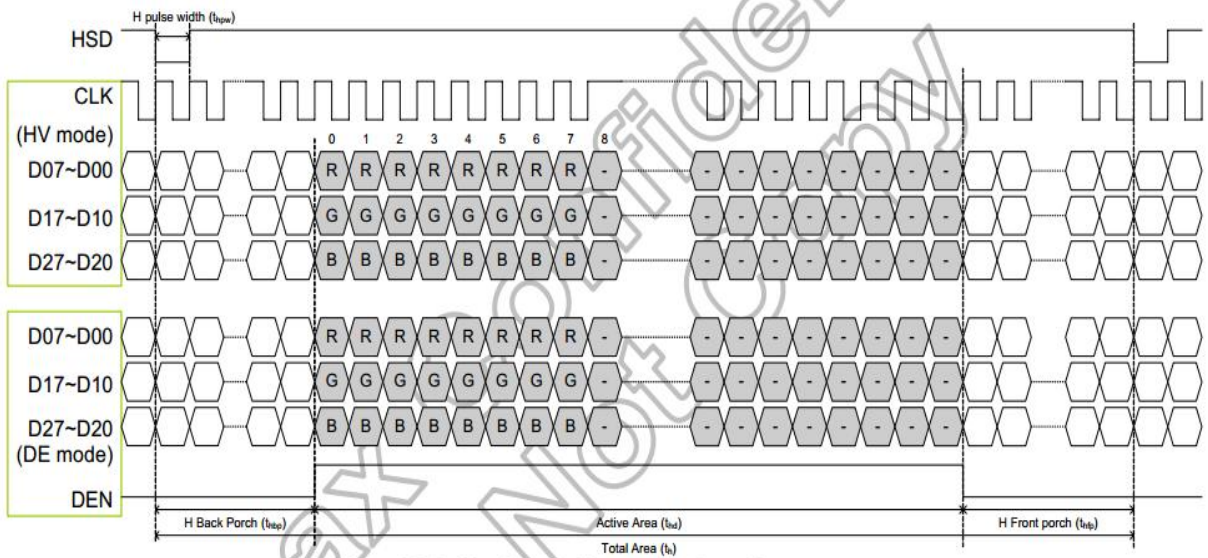 H pulse width (thpw)
HSD
CLK
(HV mode)
0 1 2 3 4 5 6 7 8
D07~D00 R R R R R R R R - - - - - - - - -
D17~D10 G G G G G G G G - - - - - - - - -
D27~D20 B B B B B B B B - - - - - - - - -
D07~D00 R R R R R R R R - - - - - - - - -
D17~D10 G G G G G G G G - - - - - - - - -
D27~D20 B B B B B B B B - - - - - - - - -
(DE mode)
DEN
H Back Porch (thbp) Active Area (thd) H Front porch (thfp)
Total Area (th)
Not Copy